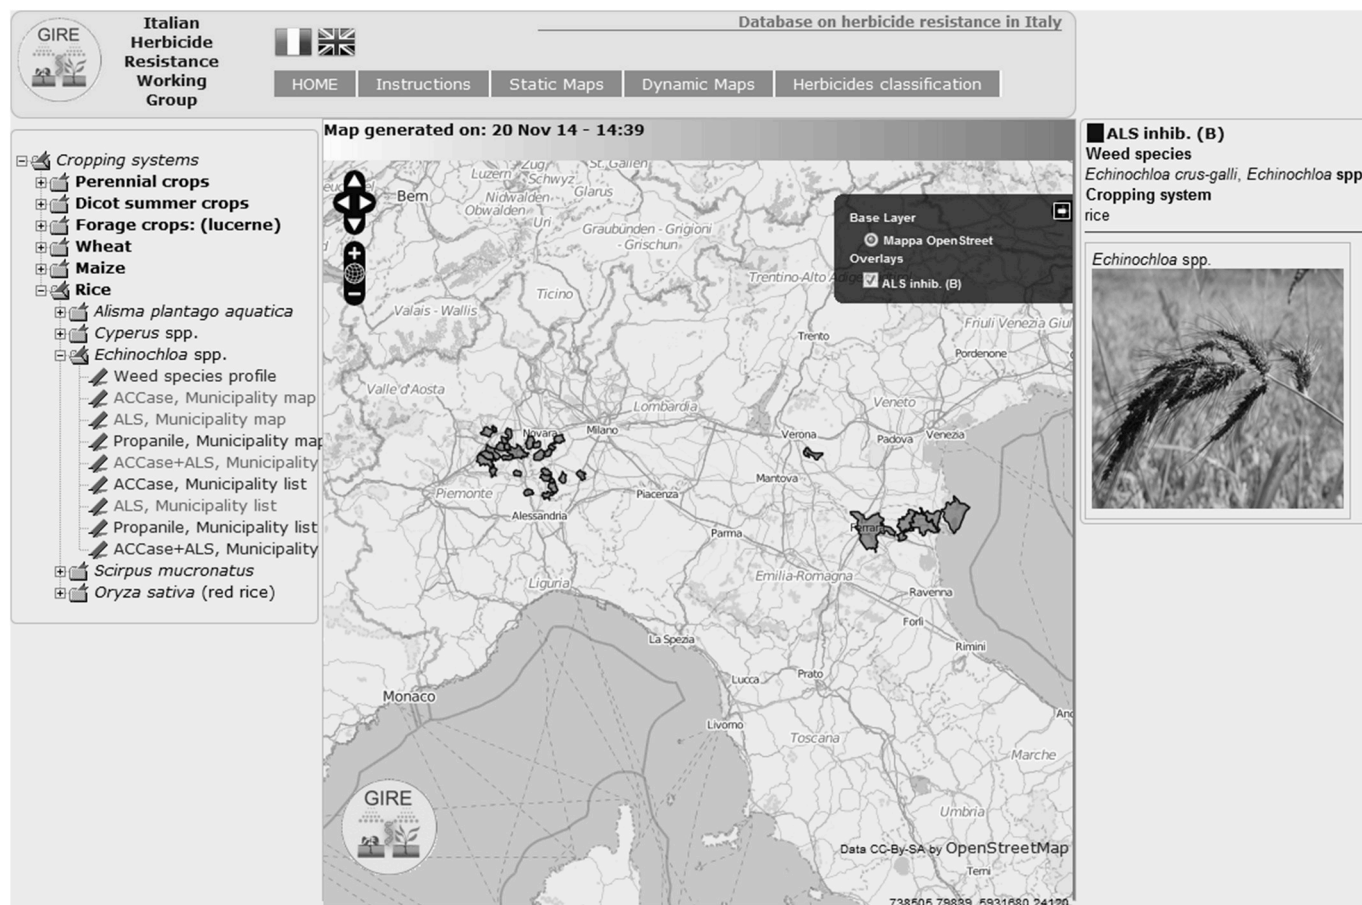 GIRE
Italian
Herbicide
Resistance
Working
Group
Database on herbicide resistance in Italy
HOME
Instructions
Static Maps
Dynamic Maps
Herbicides classification
Cropping systems
Perennial crops
Dicot summer crops
Forage crops: (lucerne)
Wheat
Maize
Rice
Alisma plantago aquatica
Cyperus spp.
Echinochloa spp.
Weed species profile
ACCase, Municipality map
ALS, Municipality map
Propanile, Municipality map
ACCase+ALS, Municipality
ACCase, Municipality list
ALS, Municipality list
Propanile, Municipality list
ACCase+ALS, Municipality
Scirpus mucronatus
Oryza sativa (red rice)
Map generated on: 20 Nov 14 - 14:39
Zug
St. Gallen
Luzern
Schwyz
Glarus
Bern
Nidwalden
Obwalden
Uri
Graubünden - Grigioni
- Grischun
Base Layer
Mappa OpenStreet
Overlays
ALS inhib. (B)
Ticino
Valais - Wallis
Friuli Venezia Giul
Trento
Pordenone
Valle d'Aosta
Lombardia
Veneto
Novara
Milano
Verona
Padova
Venezia
Mantova
Piemonte
Piacenza
Alessandria
Parma
Emilia-Romagna
Liguria
Ravenna
Forlì
La Spezia
Rimini
Lucca
Prato
Monaco
Livorno
Toscana
Marche
GIRE
Umbria
Data CC-By-SA by OpenStreetMap
Terni
738505.79839, 5931680.24120
ALS inhib. (B)
Weed species
Echinochloa crus-galli, Echinochloa spp
Cropping system
rice
Echinochloa spp.